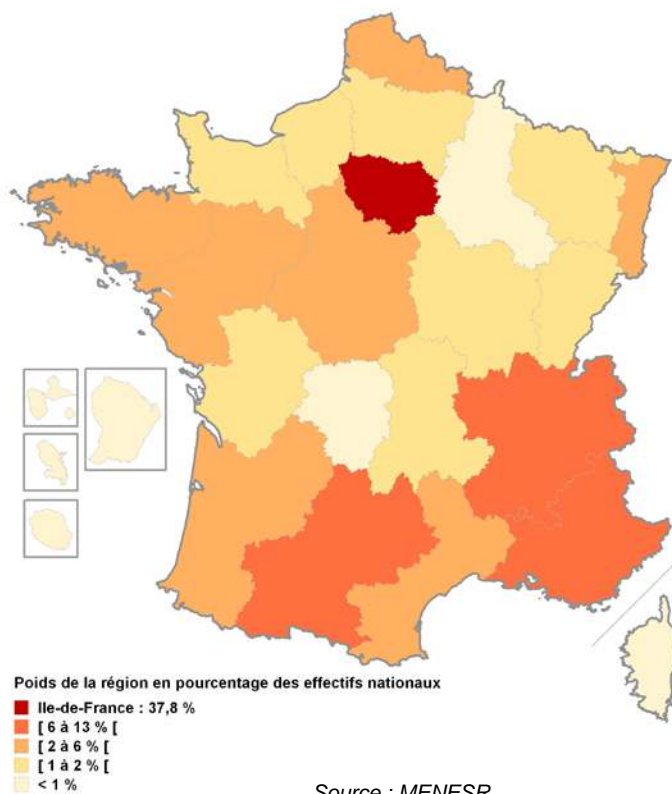 Poids de la région en pourcentage des effectifs nationaux
Ile-de-France : 37,8 %
[ 6 à 13 % [
[ 2 à 6 % [
[ 1 à 2 % [
< 1 %
Source : MENESR